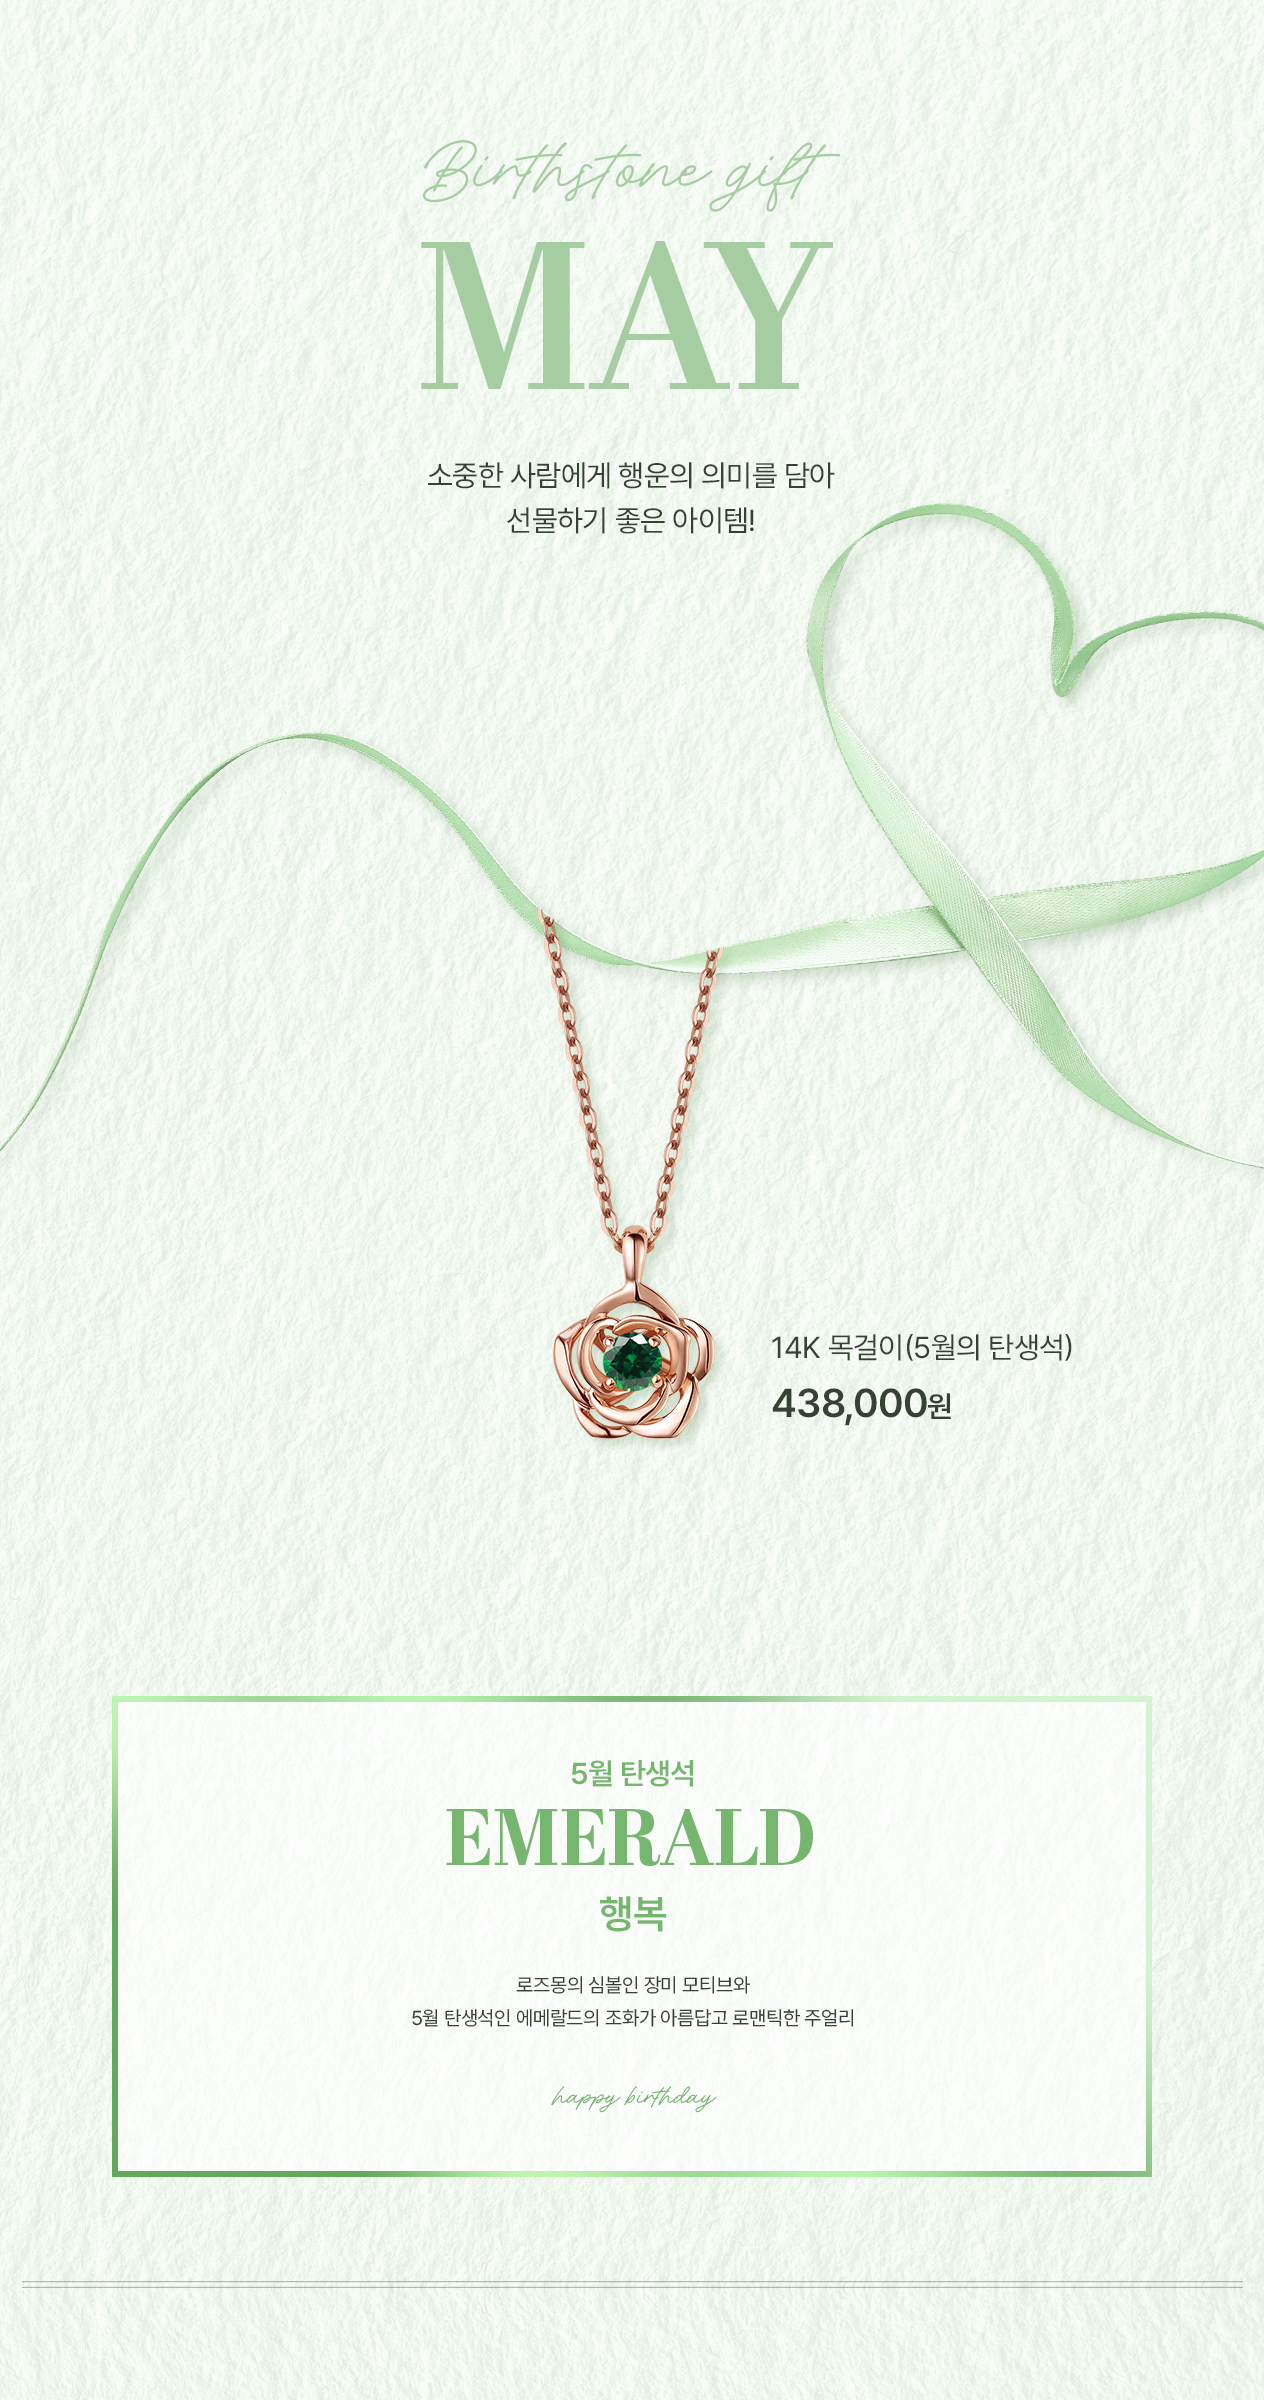 Birthstone gift
MAY
소중한 사람에게 행운의 의미를 담아
선물하기 좋은 아이템!
14K 목걸이(5월의 탄생석)
438,000원
5월 탄생석
EMERALD
행복
로즈몽의 심볼인 장미 모티브와
5월 탄생석인 에메랄드의 조화가 아름답고 로맨틱한 주얼리
happy birthday